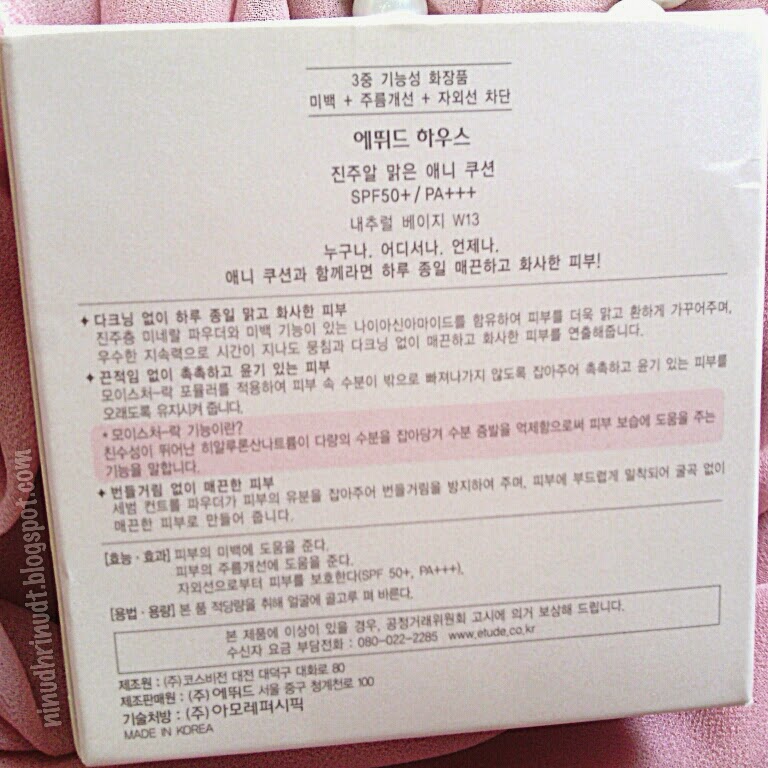 3중 기능성 화장품
미백 + 주름개선 + 자외선 차단
에뛰드 하우스
진주알 맑은 애니 쿠션
SPF50+ / PA+++
내추럴 베이지 W13
누구나, 어디서나, 언제나,
애니 쿠션과 함께라면 하루 종일 매끈하고 화사한 피부!
✦ 다크닝 없이 하루 종일 맑고 화사한 피부
진주층 미네랄 파우더와 미백 기능이 있는 나이아신아마이드를 함유하여 피부를 더욱 맑고 환하게 가꾸어주며,
우수한 지속력으로 시간이 지나도 뭉침과 다크닝 없이 매끈하고 화사한 피부를 연출해줍니다.
✦ 끈적임 없이 촉촉하고 윤기 있는 피부
모이스처-락 포뮬러를 적용하여 피부 속 수분이 밖으로 빠져나가지 않도록 잡아주어 촉촉하고 윤기 있는 피부를
오래도록 유지시켜 줍니다.
* 모이스처-락 기능이란?
친수성이 뛰어난 히알루론산나트륨이 다량의 수분을 잡아당겨 수분 증발을 억제함으로써 피부 보습에 도움을 주는
기능을 말합니다.
✦ 번들거림 없이 매끈한 피부
세범 컨트롤 파우더가 피부의 유분을 잡아주어 번들거림을 방지하여 주며, 피부에 부드럽게 밀착되어 굴곡 없이
매끈한 피부로 만들어 줍니다.
[효능·효과] 피부의 미백에 도움을 준다.
피부의 주름개선에 도움을 준다.
자외선으로부터 피부를 보호한다(SPF 50+, PA+++).
[용법·용량] 본 품 적당량을 취해 얼굴에 골고루 펴 바른다.
본 제품에 이상이 있을 경우, 공정거래위원회 고시에 의거 보상해 드립니다.
수신자 요금 부담전화 : 080-022-2285 www.etude.co.kr
제조원 : (주)코스비전 대전 대덕구 대화로 80
제조판매원 : (주) 에뛰드 서울 중구 청계천로 100
기술처방 : (주)아모레퍼시픽
MADE IN KOREA
ninudhrinudt.blogspot.com